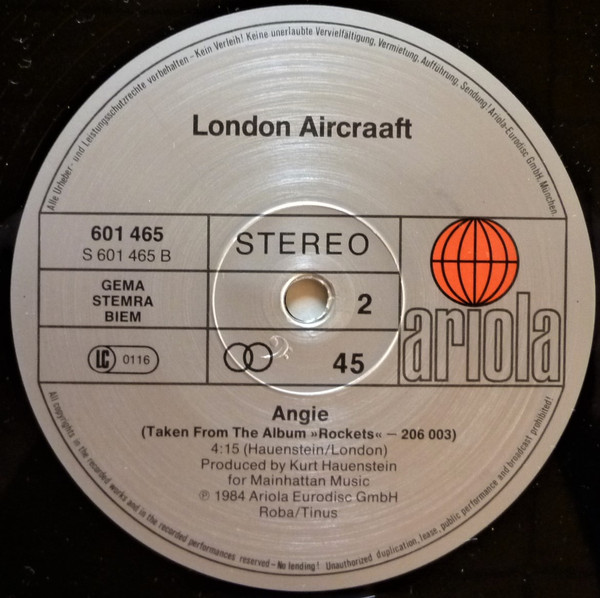 Alle Urheber- und Leistungsschutzrechte vorbehalten – Kein Verleih! Keine unerlaubte Vervielfältigung, Vermietung, Aufführung, Sendung! Ariola-Eurodisc GmbH, München.
London Aircraaft
601 465
S 601 465 B
STEREO
GEMA
STEMRA
BIEM
2
ariola
LC 0116
45
Angie
(Taken From The Album »Rockets« – 206 003)
4:15 (Hauenstein/London)
Produced by Kurt Hauenstein
for Mainhattan Music
℗ 1984 Ariola Eurodisc GmbH
Roba/Tinus
All copyrights in the recorded works and in the recorded performances reserved – No lending! Unauthorized duplication, lease, public performance and broadcast prohibited!